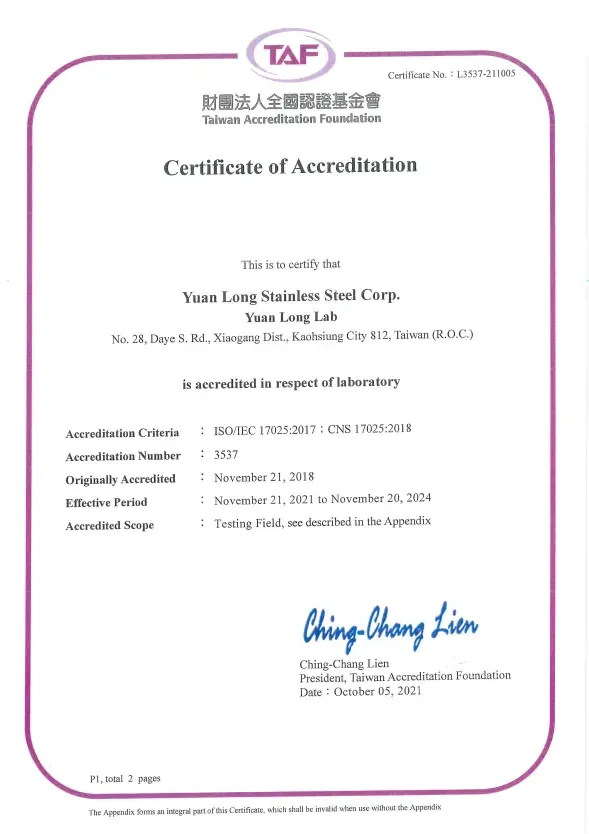 TAF
Certificate No.：L3537-211005
財團法人全國認證基金會
Taiwan Accreditation Foundation
Certificate of Accreditation
This is to certify that
Yuan Long Stainless Steel Corp.
Yuan Long Lab
No. 28, Daye S. Rd., Xiaogang Dist., Kaohsiung City 812, Taiwan (R.O.C.)
is accredited in respect of laboratory
Accreditation Criteria ： ISO/IEC 17025:2017；CNS 17025:2018
Accreditation Number ： 3537
Originally Accredited ： November 21, 2018
Effective Period ： November 21, 2021 to November 20, 2024
Accredited Scope ： Testing Field, see described in the Appendix
Ching-Chang Lien
Ching-Chang Lien
President, Taiwan Accreditation Foundation
Date：October 05, 2021
P1, total 2 pages
The Appendix forms an integral part of this Certificate, which shall be invalid when use without the Appendix